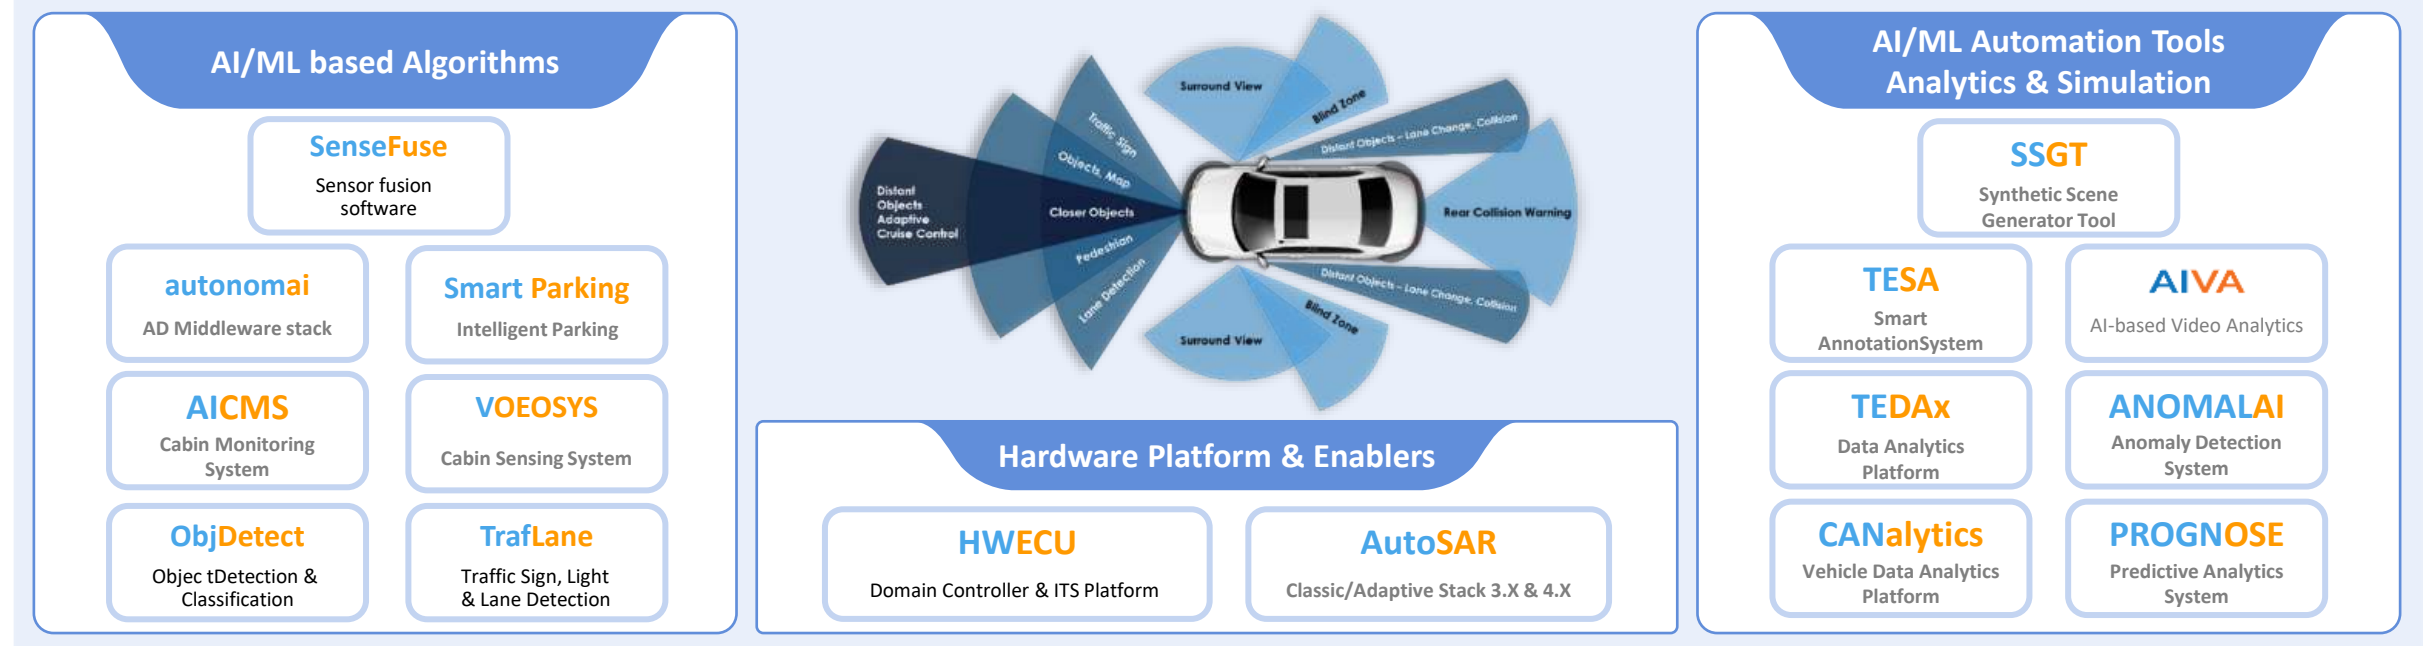 AI/ML based Algorithms
SenseFuse
Sensor fusion
software
autonomai
AD Middleware stack
Smart Parking
Intelligent Parking
AICMS
Cabin Monitoring
System
VOEOSYS
Cabin Sensing System
ObjDetect
Objec tDetection &
Classification
TrafLane
Traffic Sign, Light
& Lane Detection
Surround View
Blind Zone
Distant Objects – Lane Change, Collision
Traffic Sign
Objects, Map
Distant
Objects
Adaptive
Cruise Control
Closer Objects
Rear Collision Warning
Pedestrian
Lane Detection
Distant Objects – Lane Change, Collision
Blind Zone
Surround View
Hardware Platform & Enablers
HWECU
Domain Controller & ITS Platform
AutoSAR
Classic/Adaptive Stack 3.X & 4.X
AI/ML Automation Tools
Analytics & Simulation
SSGT
Synthetic Scene
Generator Tool
TESA
Smart
AnnotationSystem
AIVA
AI-based Video Analytics
TEDAx
Data Analytics
Platform
ANOMALAI
Anomaly Detection
System
CANalytics
Vehicle Data Analytics
Platform
PROGNOSE
Predictive Analytics
System